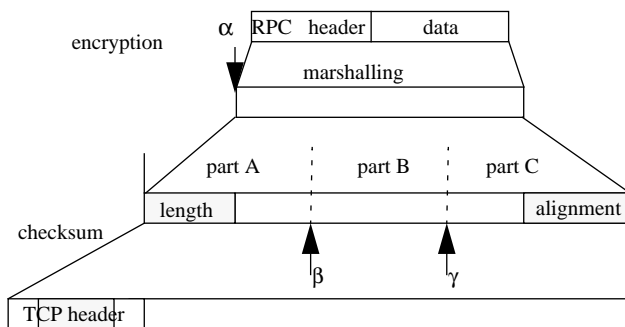 α
RPC header data
encryption
marshalling
part A part B part C
length alignment
checksum
β γ
TCP header